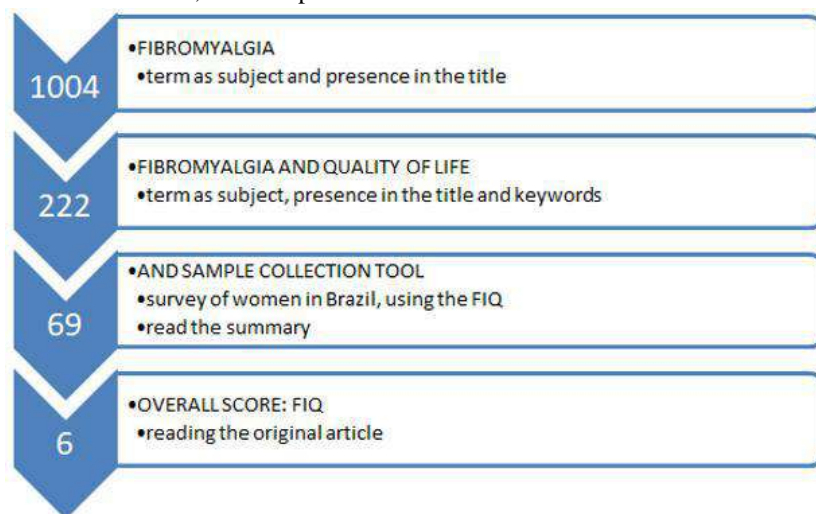 1004
•FIBROMYALGIA
•term as subject and presence in the title
222
•FIBROMYALGIA AND QUALITY OF LIFE
•term as subject, presence in the title and keywords
69
•AND SAMPLE COLLECTION TOOL
•survey of women in Brazil, using the FIQ
•read the summary
6
•OVERALL SCORE: FIQ
•reading the original article